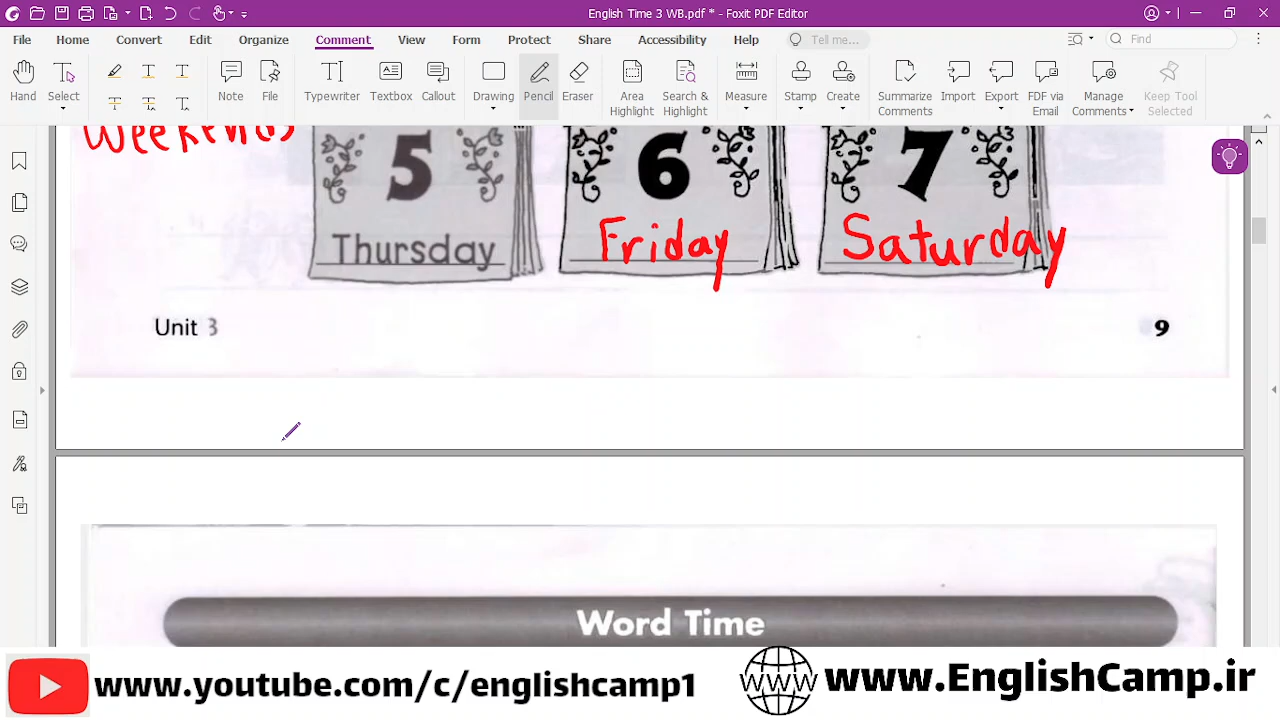 English Time 3 WB.pdf * - Foxit PDF Editor
File Home Convert Edit Organize Comment View Form Protect Share Accessibility Help Tell me... Find
Hand Select Note File Typewriter Textbox Callout Drawing Pencil Eraser Area Highlight Search & Highlight Measure Stamp Create Summarize Comments Import Export PDF via Email Manage Comments Keep Tool Selected
Weekends
5 6 7
Thursday Friday Saturday
Unit 3 9
Word Time
www.youtube.com/c/englishcamp1 WWW www.EnglishCamp.ir